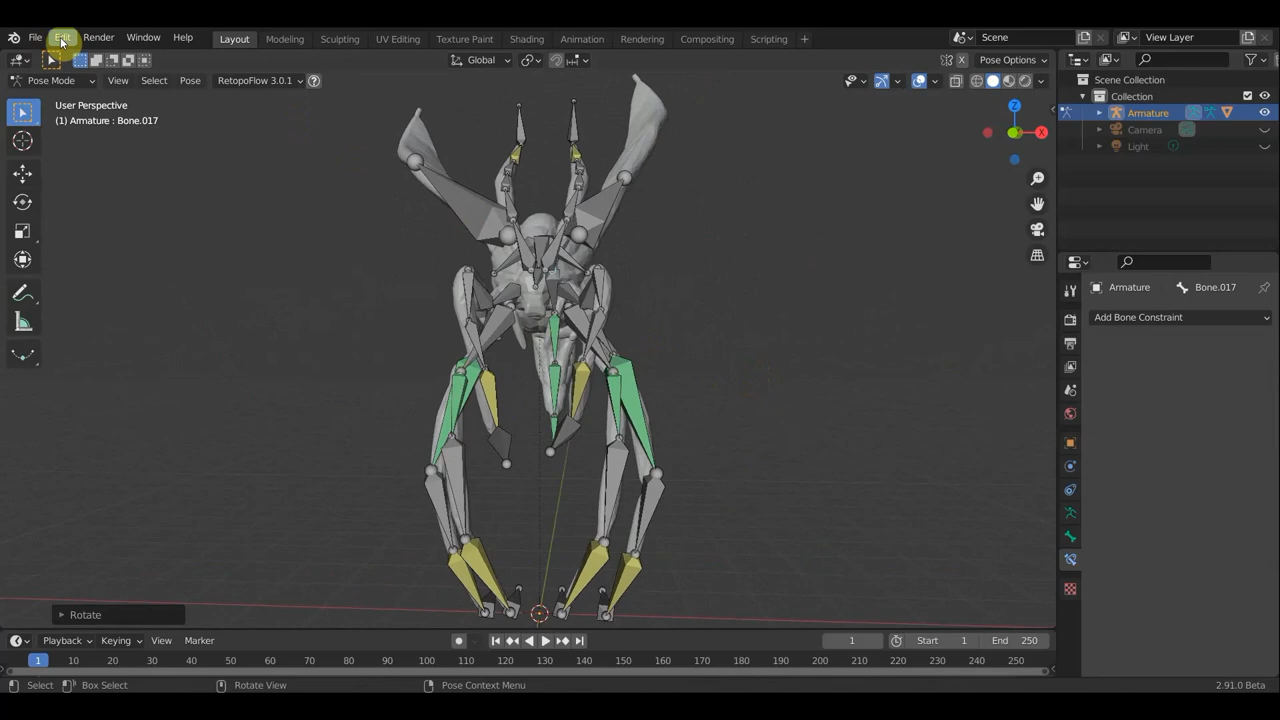 File Edit Render Window Help Layout Modeling Sculpting UV Editing Texture Paint Shading Animation Rendering Compositing Scripting + Scene View Layer
Global Pose Options
Pose Mode View Select Pose RetopoFlow 3.0.1 ?
Scene Collection
Collection
Armature
Camera
Light
User Perspective
(1) Armature : Bone.017
Z
X
Armature Bone.017
Add Bone Constraint
Rotate
Playback Keying View Marker 1 Start 1 End 250
1 10 20 30 40 50 60 70 80 90 100 110 120 130 140 150 160 170 180 190 200 210 220 230 240 250
Select Box Select Rotate View Pose Context Menu 2.91.0 Beta